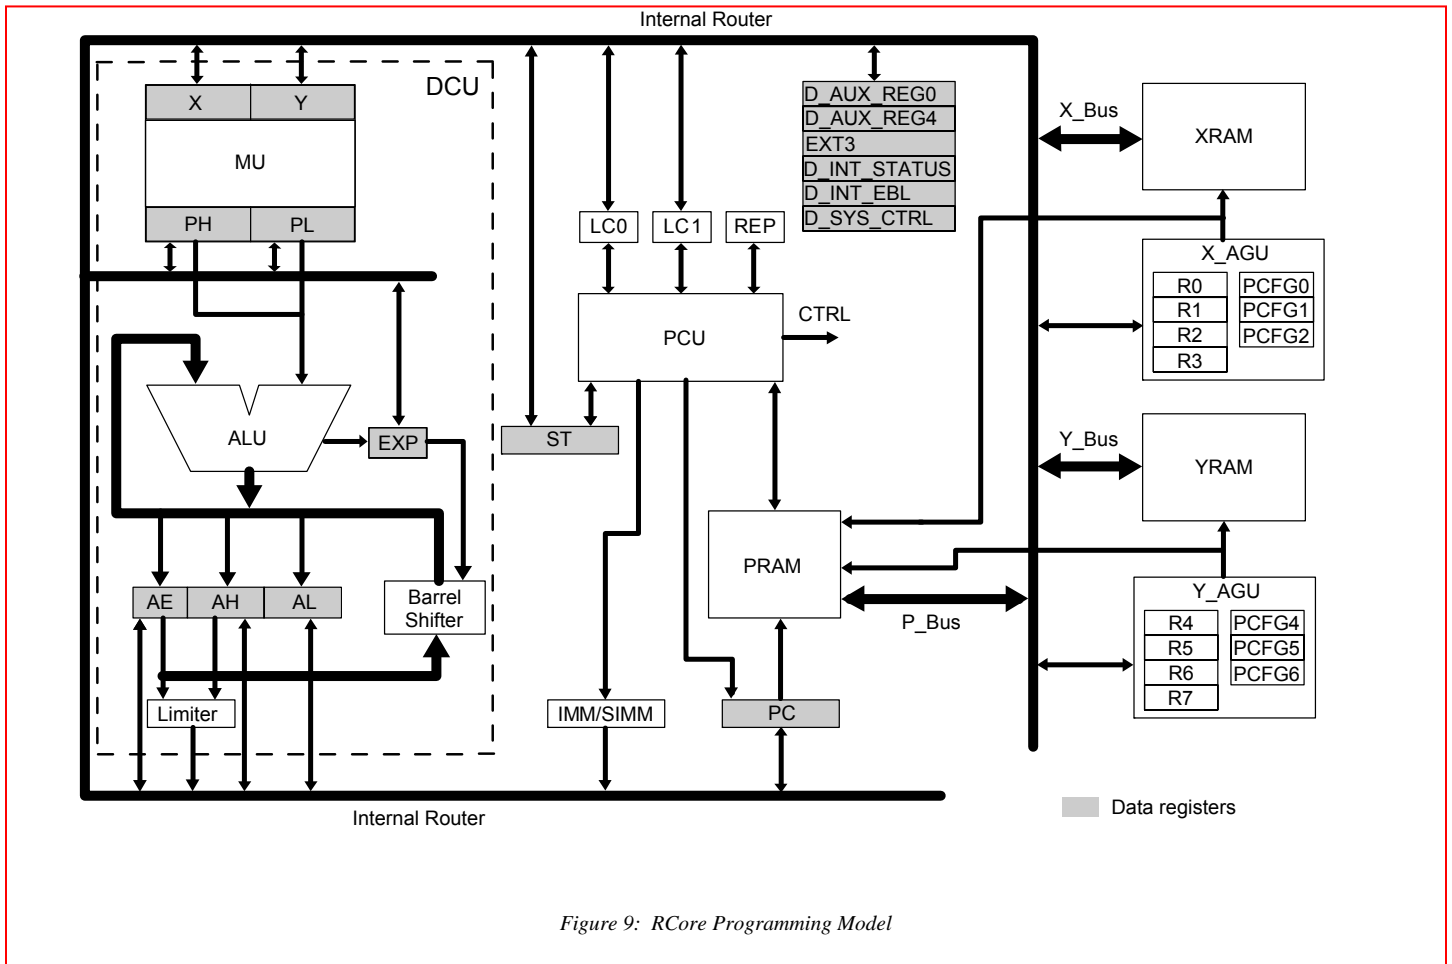 Internal Router
DCU
X Y
MU
PH PL
ALU
EXP
AE AH AL
Barrel
Shifter
Limiter
LC0 LC1 REP
PCU
CTRL
ST
PRAM
IMM/SIMM
PC
D_AUX_REG0
D_AUX_REG4
EXT3
D_INT_STATUS
D_INT_EBL
D_SYS_CTRL
X_Bus
XRAM
X_AGU
R0 PCFG0
R1 PCFG1
R2 PCFG2
R3
Y_Bus
YRAM
Y_AGU
R4 PCFG4
R5 PCFG5
R6 PCFG6
R7
P_Bus
Internal Router
Data registers
Figure 9: RCore Programming Model